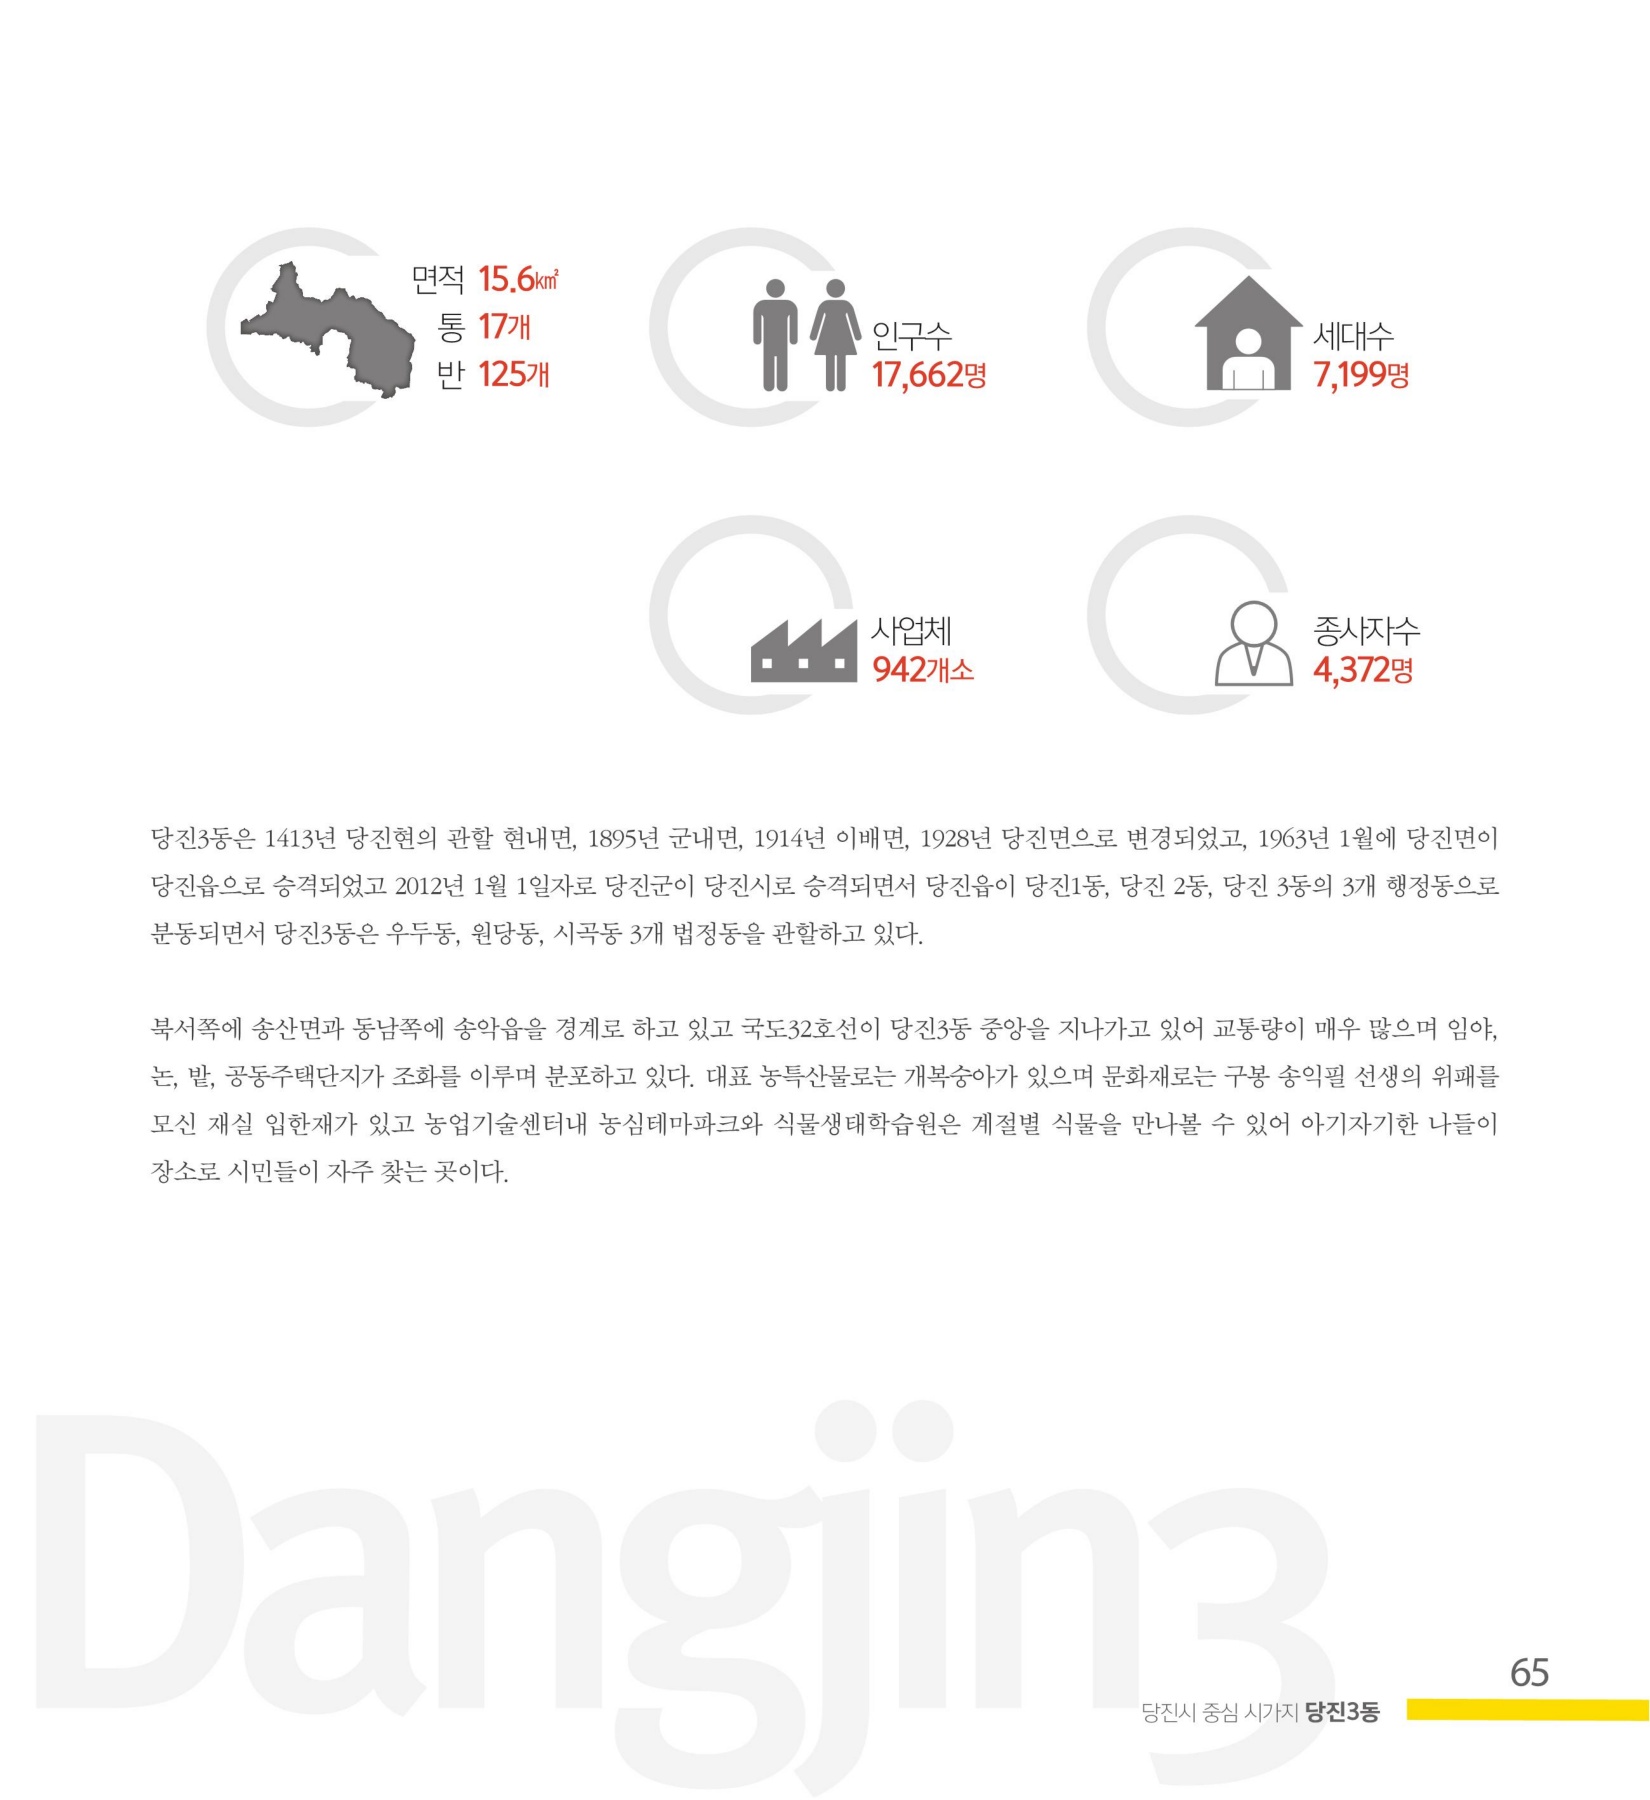 면적 15.6㎢
통 17개
반 125개
인구수
17,662명
세대수
7,199명
사업체
942개소
종사자수
4,372명
당진3동은 1413년 당진현의 관할 현내면, 1895년 군내면, 1914년 이배면, 1928년 당진면으로 변경되었고, 1963년 1월에 당진면이
당진읍으로 승격되었고 2012년 1월 1일자로 당진군이 당진시로 승격되면서 당진읍이 당진1동, 당진 2동, 당진 3동의 3개 행정동으로
분동되면서 당진3동은 우두동, 원당동, 시곡동 3개 법정동을 관할하고 있다.
북서쪽에 송산면과 동남쪽에 송악읍을 경계로 하고 있고 국도32호선이 당진3동 중앙을 지나가고 있어 교통량이 매우 많으며 임야,
논, 밭, 공동주택단지가 조화를 이루며 분포하고 있다. 대표 농특산물로는 개복숭아가 있으며 문화재로는 구봉 송익필 선생의 위패를
모신 재실 입한재가 있고 농업기술센터내 농심테마파크와 식물생태학습원은 계절별 식물을 만나볼 수 있어 아기자기한 나들이
장소로 시민들이 자주 찾는 곳이다.
Dangjin3
65
당진시 중심 시가지 당진3동